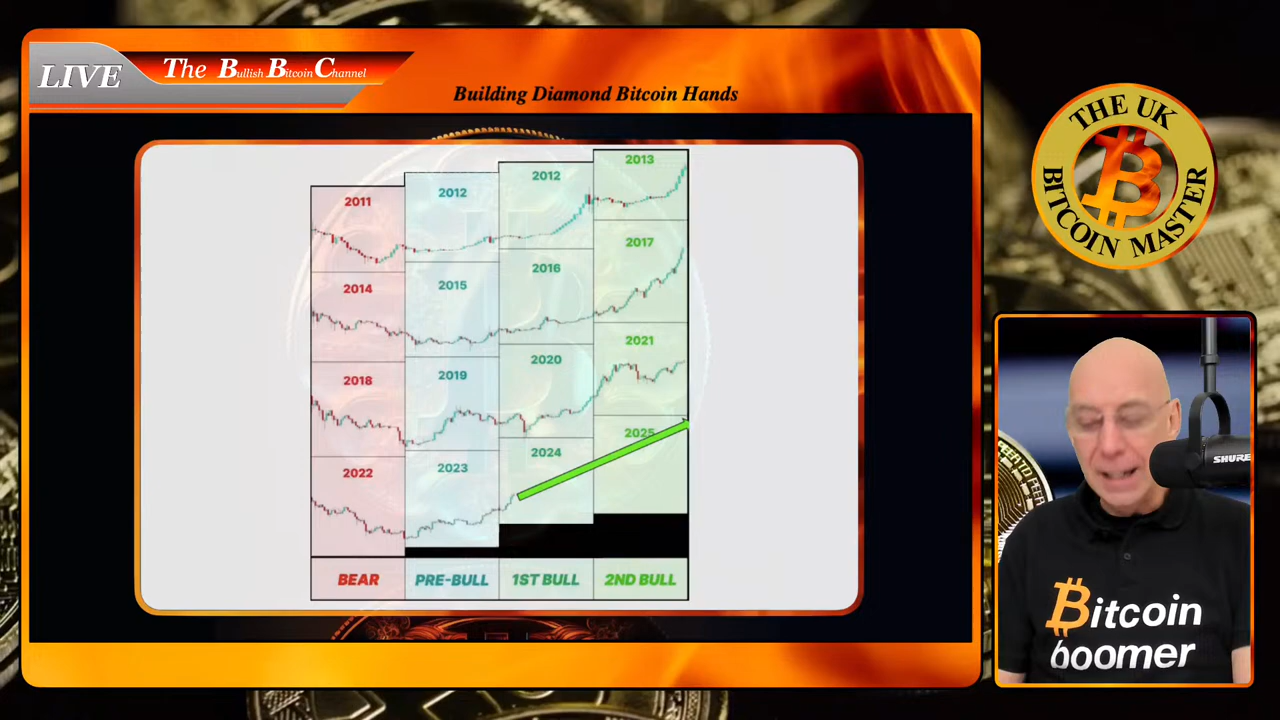 LIVE
The Bullish Bitcoin Channel
Building Diamond Bitcoin Hands
2011
2012
2012
2013
2014
2015
2016
2017
2018
2019
2020
2021
2022
2023
2024
2025
BEAR
PRE-BULL
1ST BULL
2ND BULL
THE UK
BITCOIN MASTER
SHURE
Bitcoin
boomer